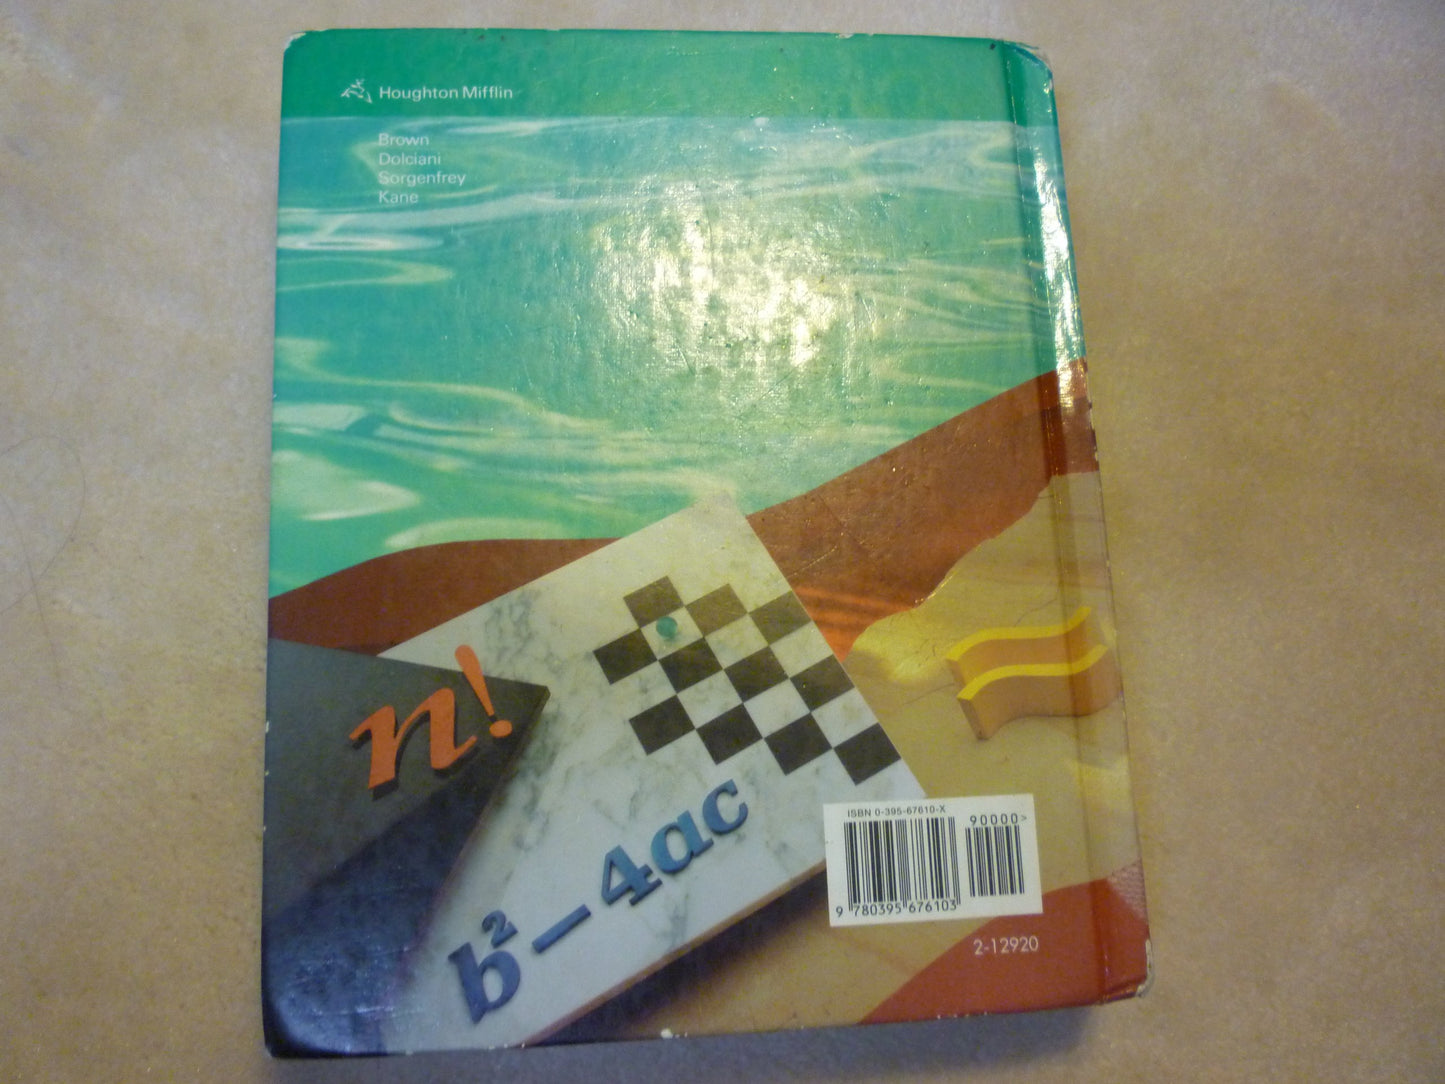 Houghton Mifflin
Brown
Dolciani
Sorgenfrey
Kane
n!
b² – 4ac
ISBN 0-395-67610-X
90000>
9 780395 676103
2-12920